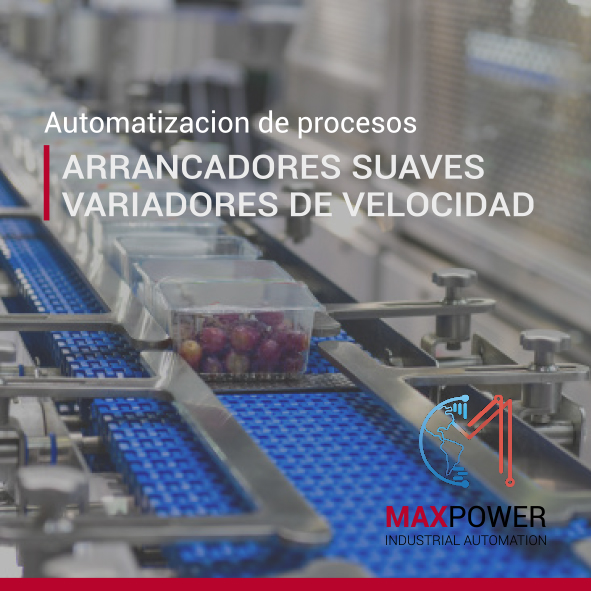 Automatizacion de procesos
ARRANCADORES SUAVES
VARIADORES DE VELOCIDAD
MAXPOWER
INDUSTRIAL AUTOMATION